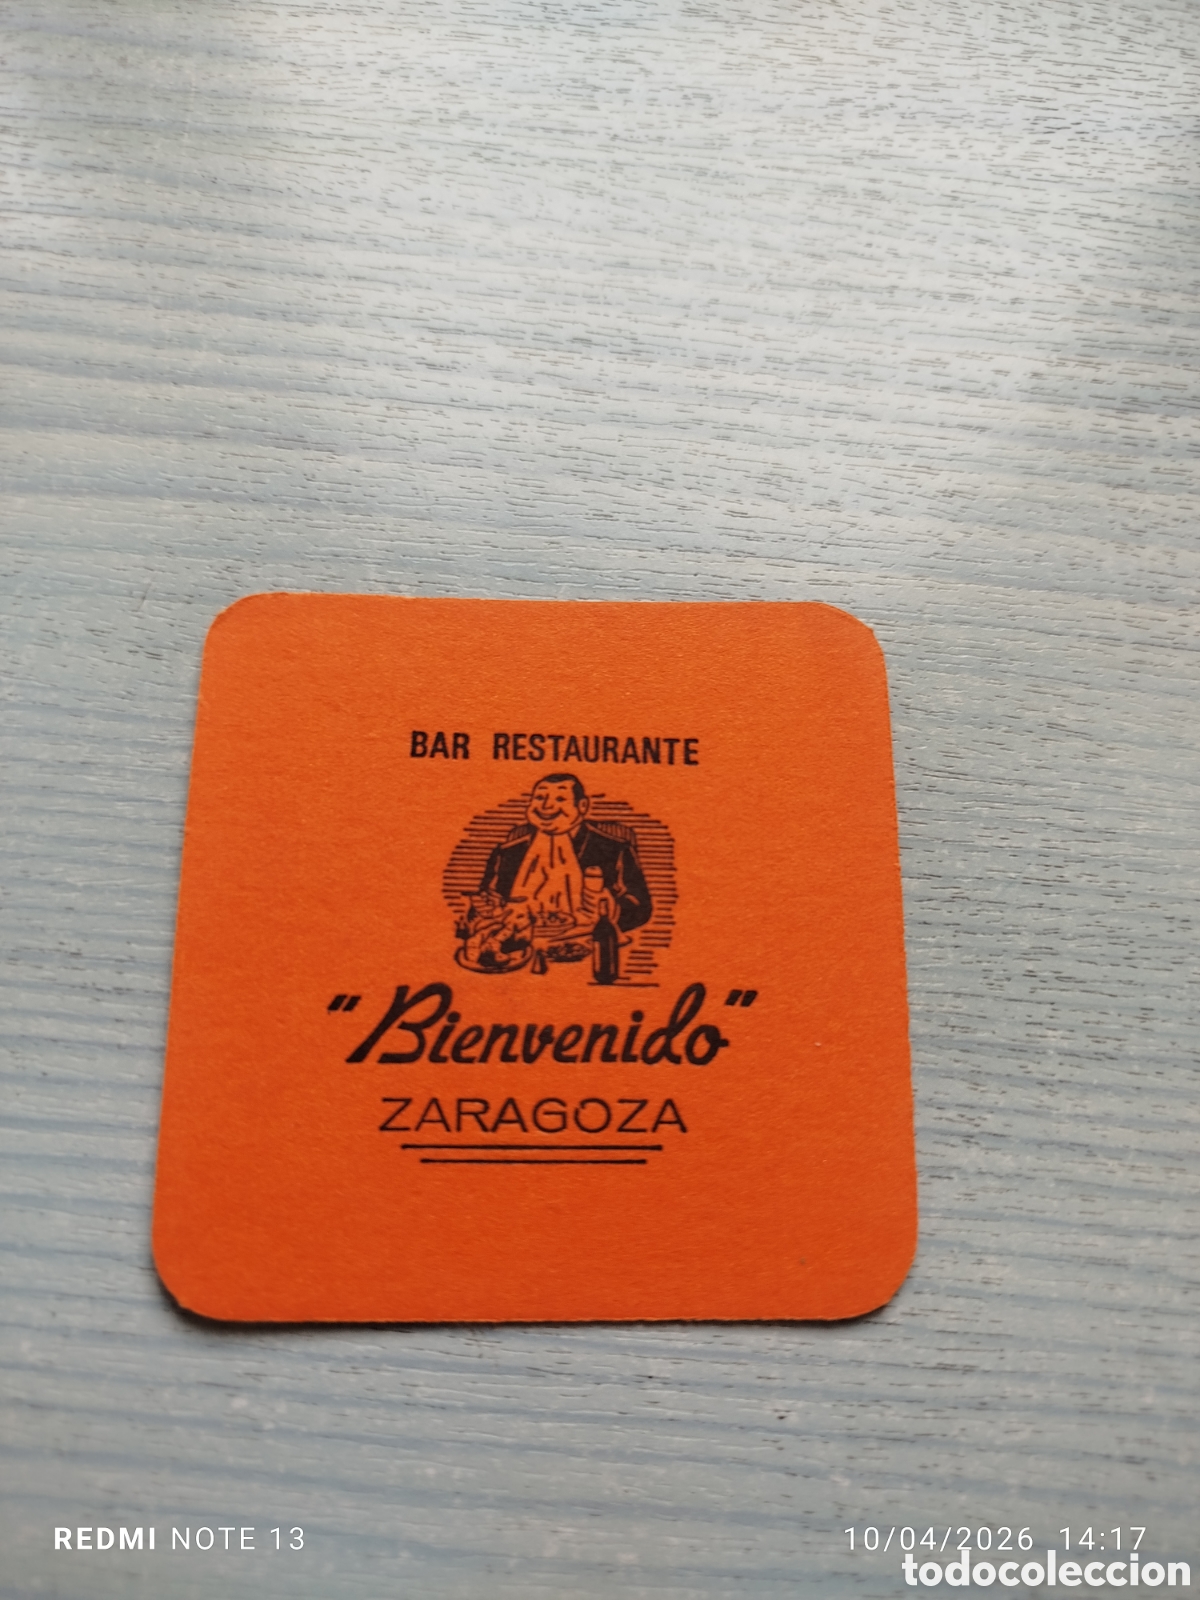 BAR RESTAURANTE
"Bienvenido"
ZARAGOZA
REDMI NOTE 13
10/04/2026 14:17
todocoleccion